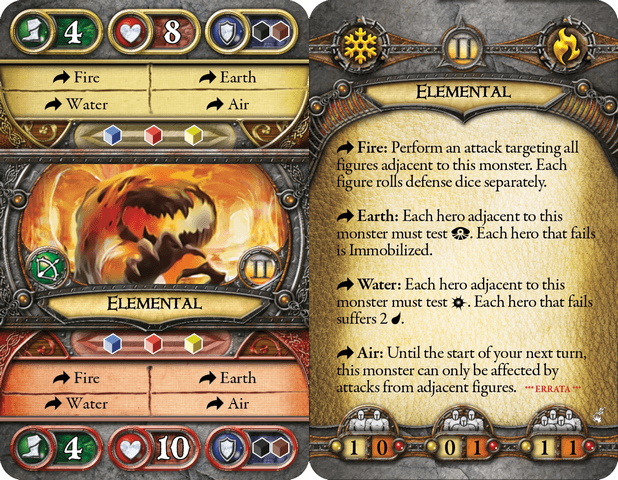 4 8
Fire Earth
Water Air
II
ELEMENTAL
Fire Earth
Water Air
4 10
II
ELEMENTAL
Fire: Perform an attack targeting all
figures adjacent to this monster. Each
figure rolls defense dice separately.
Earth: Each hero adjacent to this
monster must test . Each hero that fails
is Immobilized.
Water: Each hero adjacent to this
monster must test . Each hero that fails
suffers 2 .
Air: Until the start of your next turn,
this monster can only be affected by
attacks from adjacent figures. *** ERRATA ***
1 0 0 1 1 1